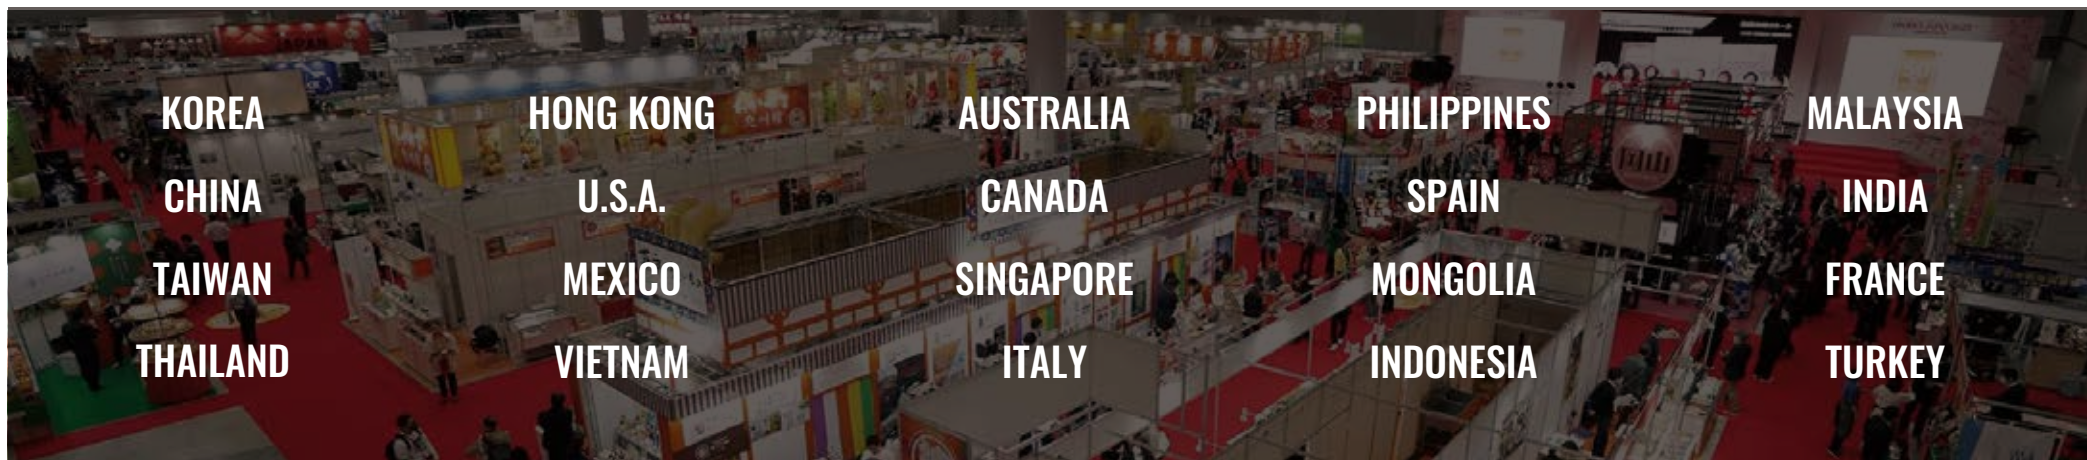 KOREA
HONG KONG
AUSTRALIA
PHILIPPINES
MALAYSIA
CHINA
U.S.A.
CANADA
SPAIN
INDIA
TAIWAN
MEXICO
SINGAPORE
MONGOLIA
FRANCE
THAILAND
VIETNAM
ITALY
INDONESIA
TURKEY
JAPAN